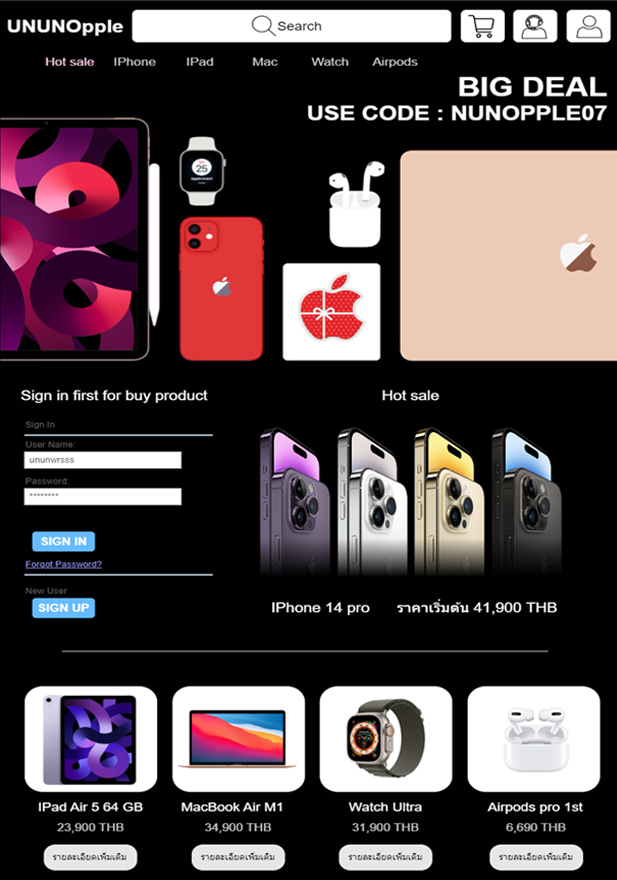 UNUNOpple
Search
Hot sale IPhone IPad Mac Watch Airpods
BIG DEAL
USE CODE : NUNOPPLE07
25
Sign in first for buy product
Hot sale
Sign In
User Name:
ununwrsss
Password:
********
SIGN IN
Forgot Password?
New User
SIGN UP
IPhone 14 pro ราคาเริ่มต้น 41,900 THB
IPad Air 5 64 GB
23,900 THB
รายละเอียดเพิ่มเติม
MacBook Air M1
34,900 THB
รายละเอียดเพิ่มเติม
Watch Ultra
31,900 THB
รายละเอียดเพิ่มเติม
Airpods pro 1st
6,690 THB
รายละเอียดเพิ่มเติม